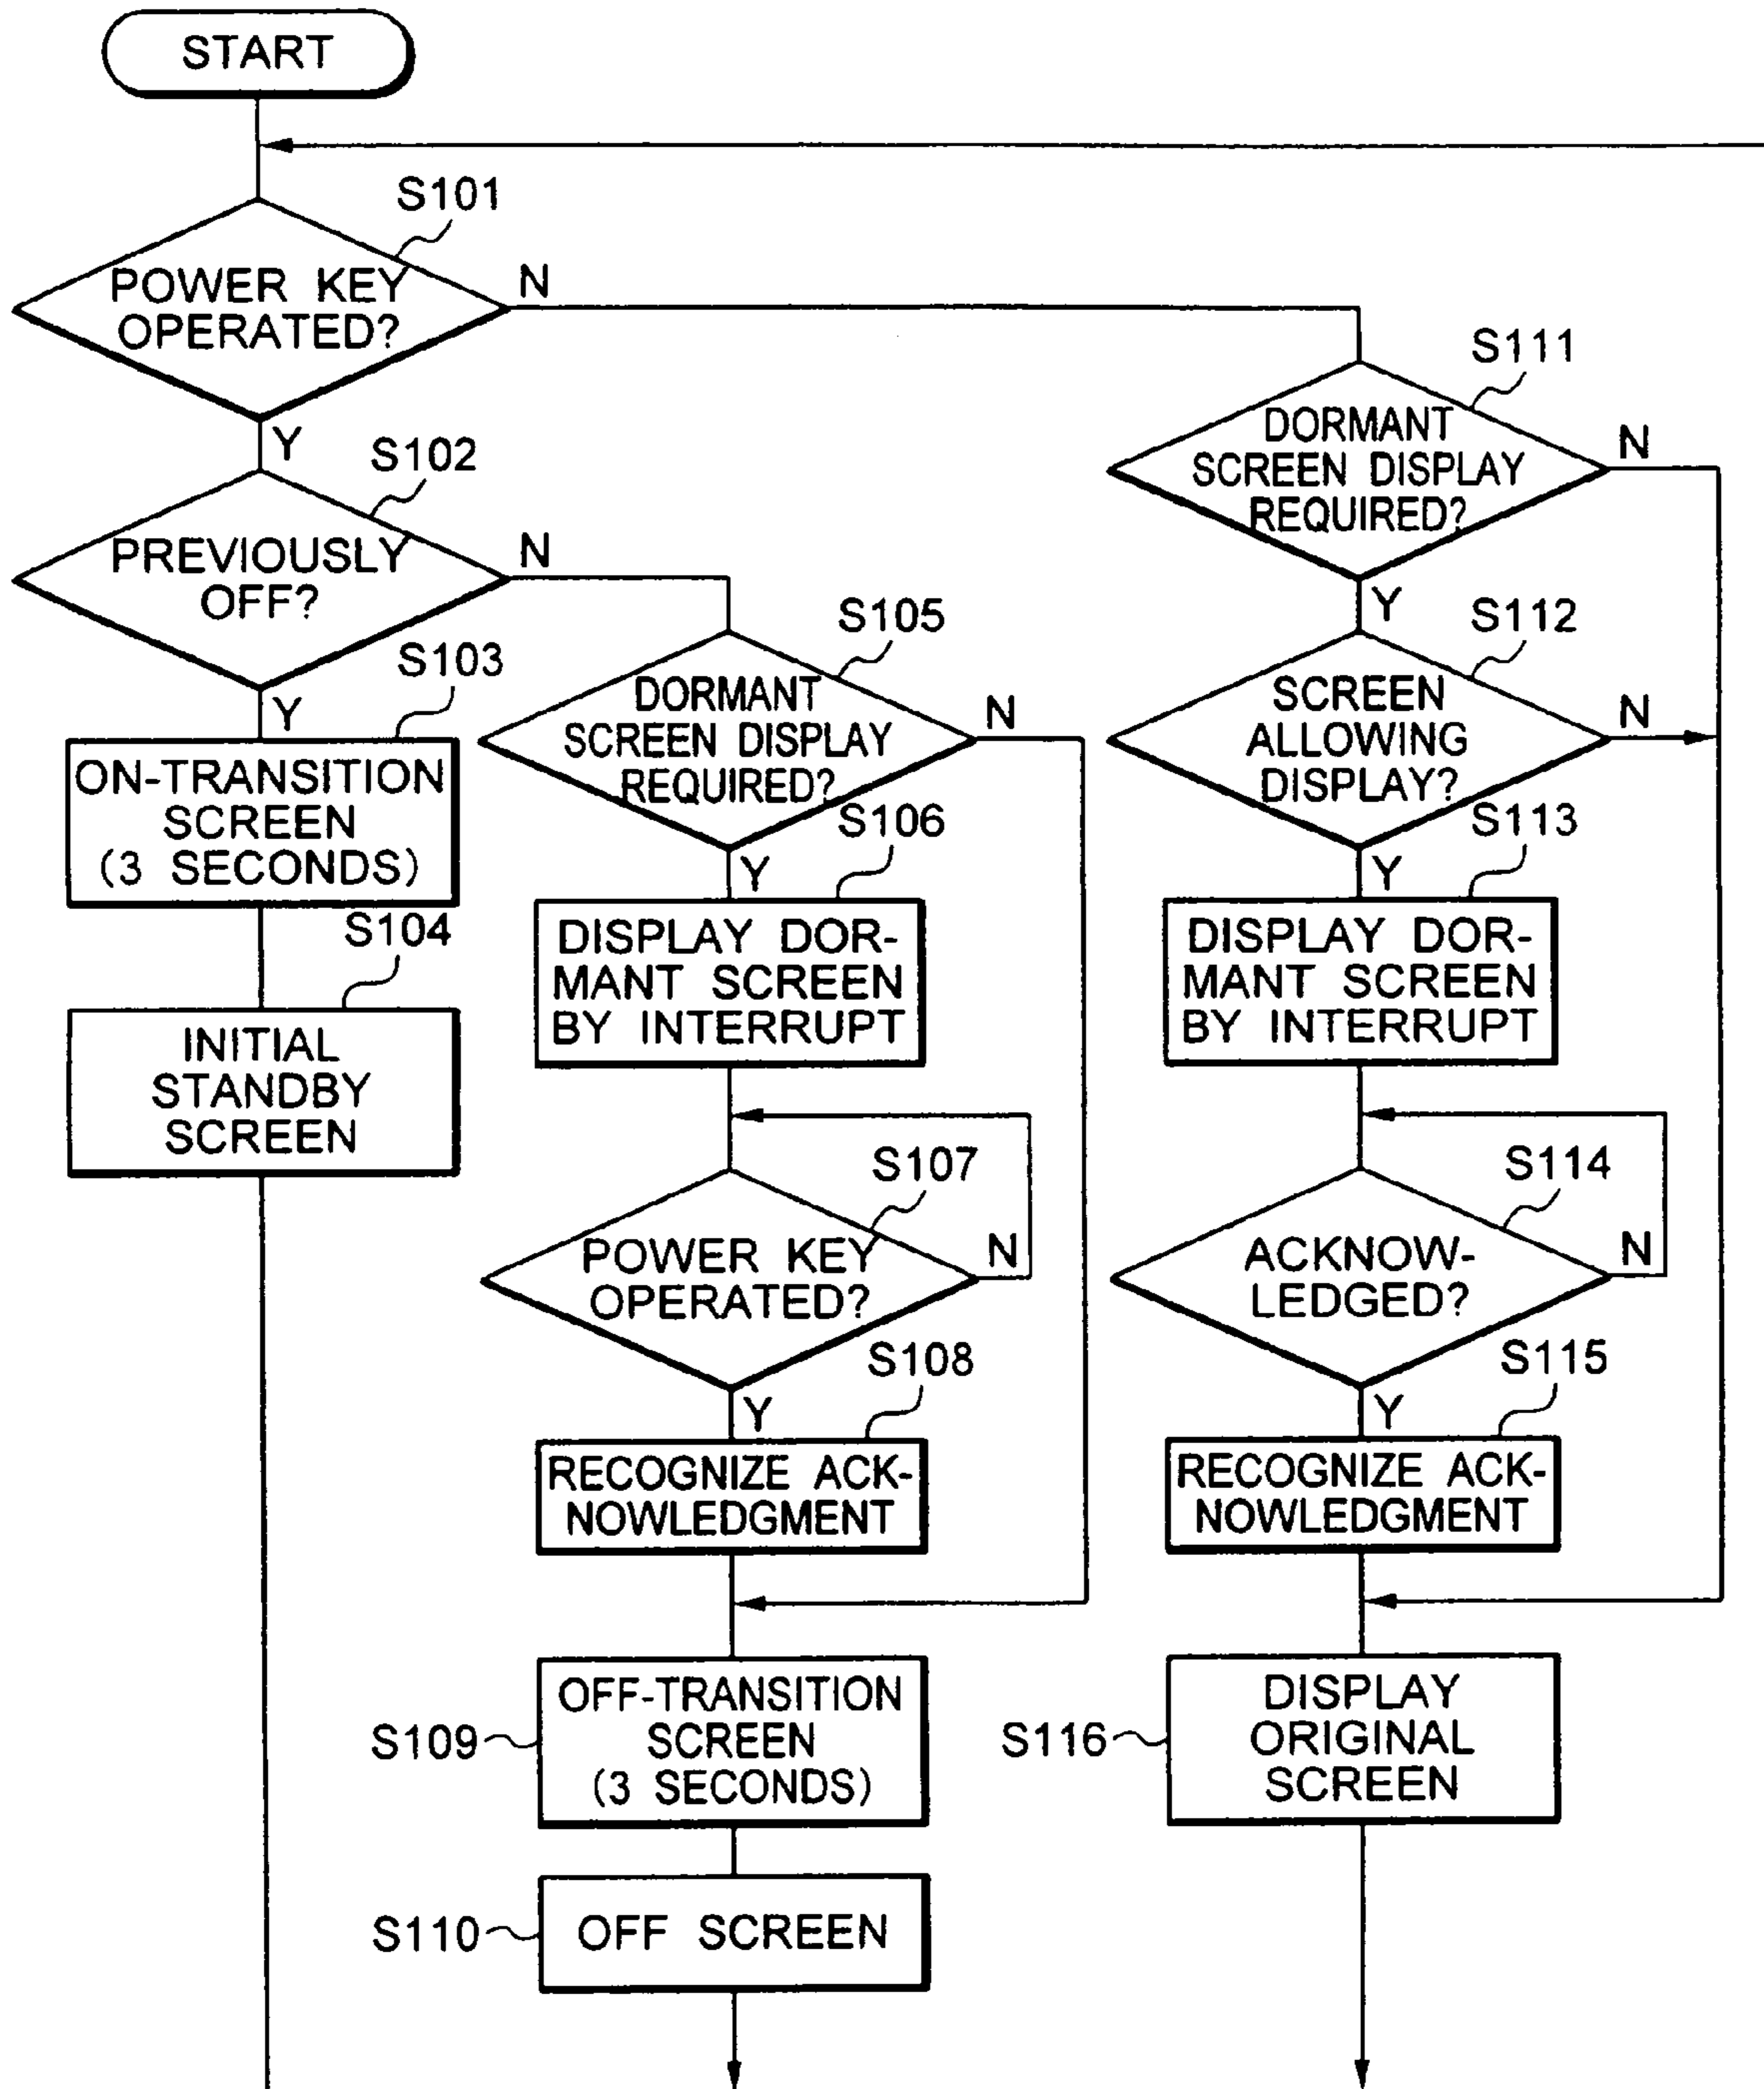 START
S101
POWER KEY
OPERATED?
N
Y
S102
PREVIOUSLY
OFF?
N
Y
S103
ON-TRANSITION
SCREEN
(3 SECONDS)
S104
INITIAL
STANDBY
SCREEN
S105
DORMANT
SCREEN DISPLAY
REQUIRED?
N
Y
S106
DISPLAY DOR-
MANT SCREEN
BY INTERRUPT
S107
POWER KEY
OPERATED?
N
Y
S108
RECOGNIZE ACK-
NOWLEDGMENT
S109
OFF-TRANSITION
SCREEN
(3 SECONDS)
S110
OFF SCREEN
S111
DORMANT
SCREEN DISPLAY
REQUIRED?
N
Y
S112
SCREEN
ALLOWING
DISPLAY?
N
Y
S113
DISPLAY DOR-
MANT SCREEN
BY INTERRUPT
S114
ACKNOW-
LEDGED?
N
Y
S115
RECOGNIZE ACK-
NOWLEDGMENT
S116
DISPLAY
ORIGINAL
SCREEN